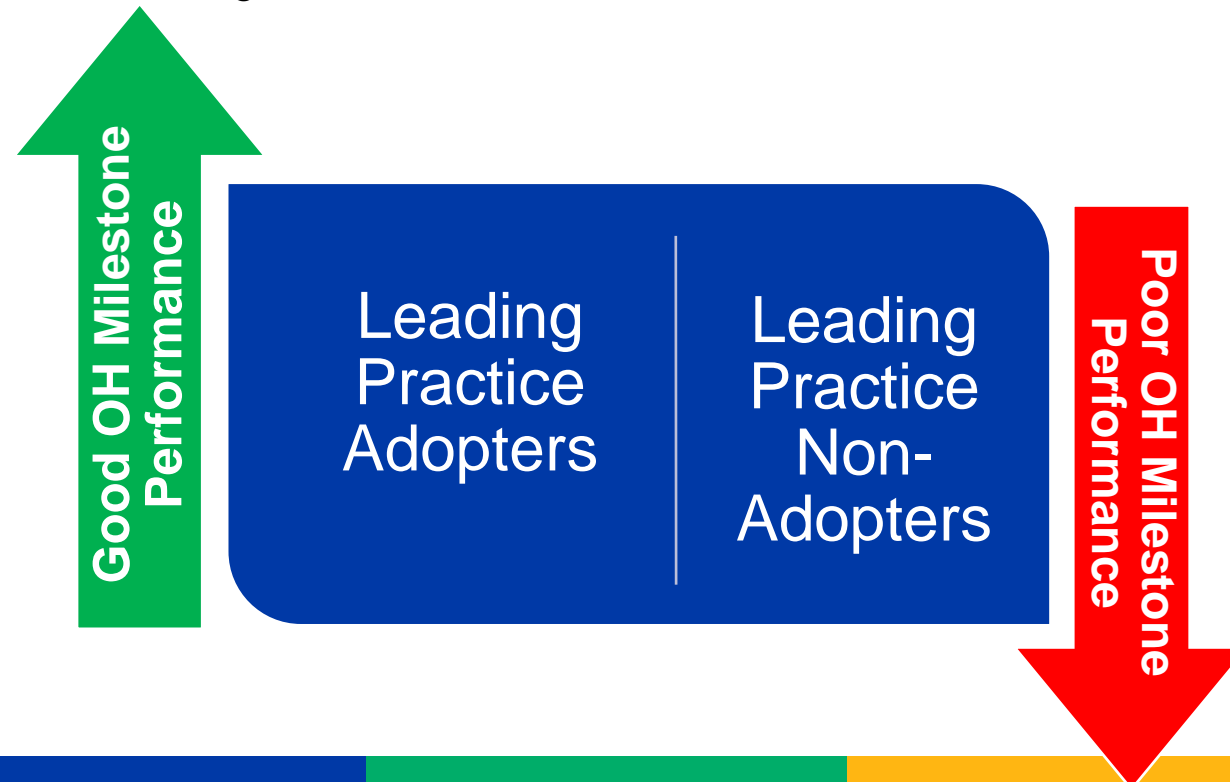 Good OH Milestone
Performance
Leading
Practice
Adopters
Leading
Practice
Non-
Adopters
Poor OH Milestone
Performance